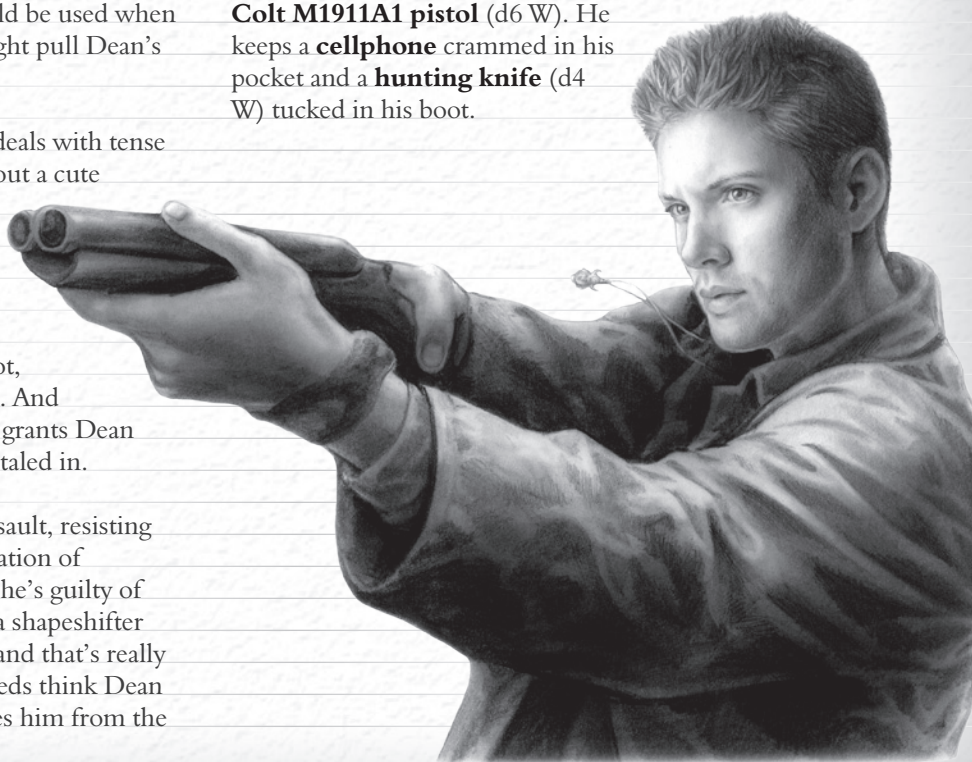 ld be used when
ght pull Dean's
deals with tense
out a cute
ot,
. And
grants Dean
taled in.
sault, resisting
ation of
he's guilty of
a shapeshifter
and that's really
eds think Dean
es him from the
Colt M1911A1 pistol (d6 W). He
keeps a cellphone crammed in his
pocket and a hunting knife (d4
W) tucked in his boot.